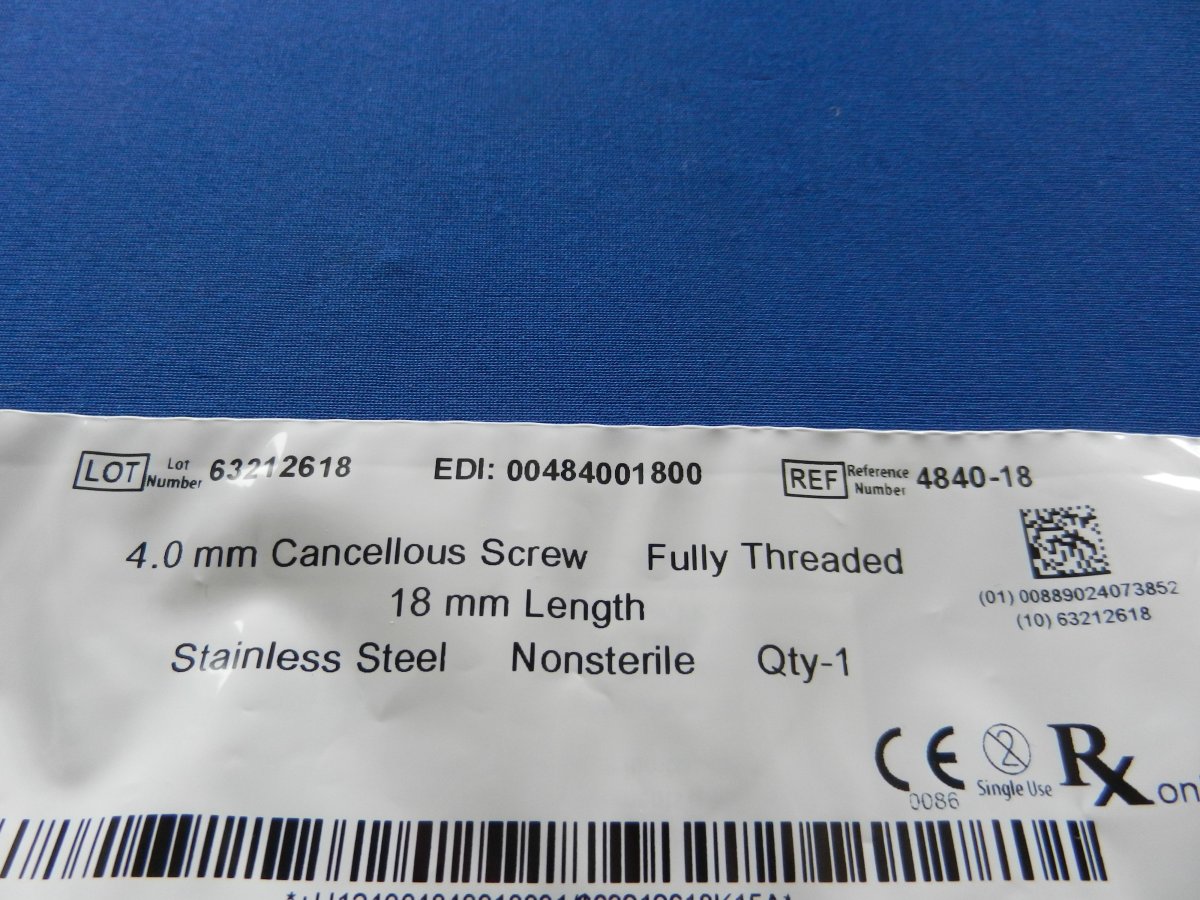 LOT Lot Number 63212618 EDI: 00484001800 REF Reference Number 4840-18
4.0 mm Cancellous Screw Fully Threaded
18 mm Length
(01) 00889024073852
(10) 63212618
Stainless Steel Nonsterile Qty-1
CE 2 Rx on
0086 Single Use